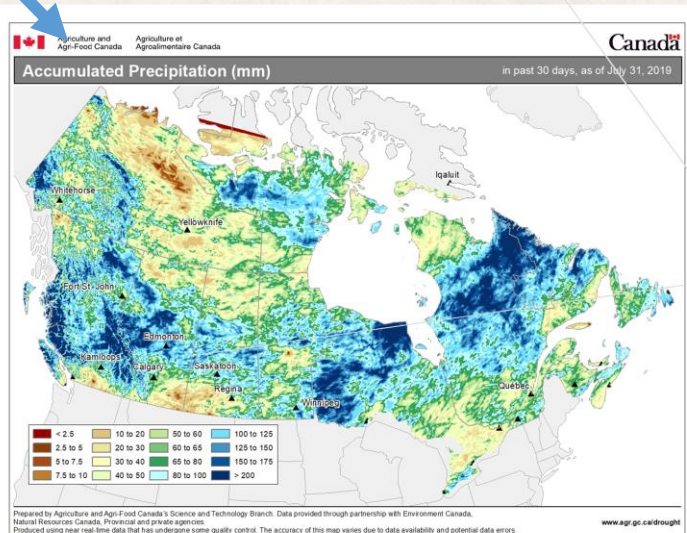 Agriculture and Agriculture et
Agri-Food Canada Agroalimentaire Canada
Canada
Accumulated Precipitation (mm) in past 30 days, as of July 31, 2019
Iqaluit
Whitehorse
Yellowknife
Fort St. John
Edmonton
Kamloops
Calgary
Saskatoon
Regina
Winnipeg
Québec
< 2.5 10 to 20 50 to 60 100 to 125
2.5 to 5 20 to 30 60 to 65 125 to 150
5 to 7.5 30 to 40 65 to 80 150 to 175
7.5 to 10 40 to 50 80 to 100 > 200
Prepared by Agriculture and Agri-Food Canada's Science and Technology Branch. Data provided through partnership with Environment Canada,
Natural Resources Canada, Provincial and private agencies.
Produced using near real-time data that has undergone some quality control. The accuracy of this map varies due to data availability and potential data errors.
www.agr.gc.ca/drought